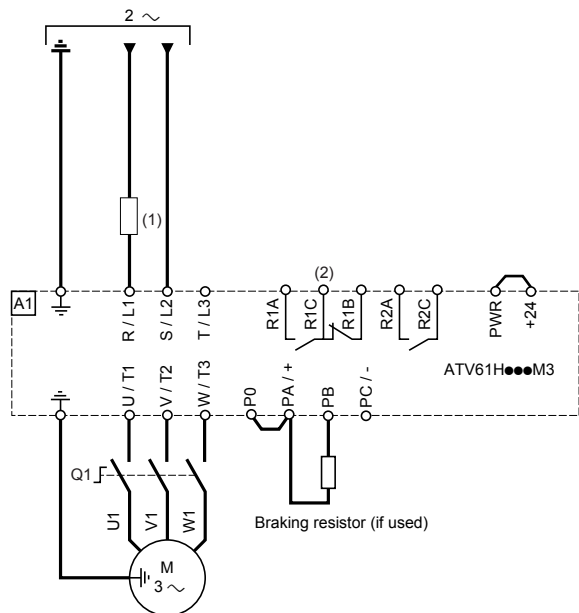 2 ~
(1)
(2)
A1
R / L1
S / L2
T / L3
R1A
R1C
R1B
R2A
R2C
PWR
+24
ATV61H●●●M3
U / T1
V / T2
W / T3
P0
PA / +
PB
PC / -
Q1
U1
V1
W1
Braking resistor (if used)
M
3 ~